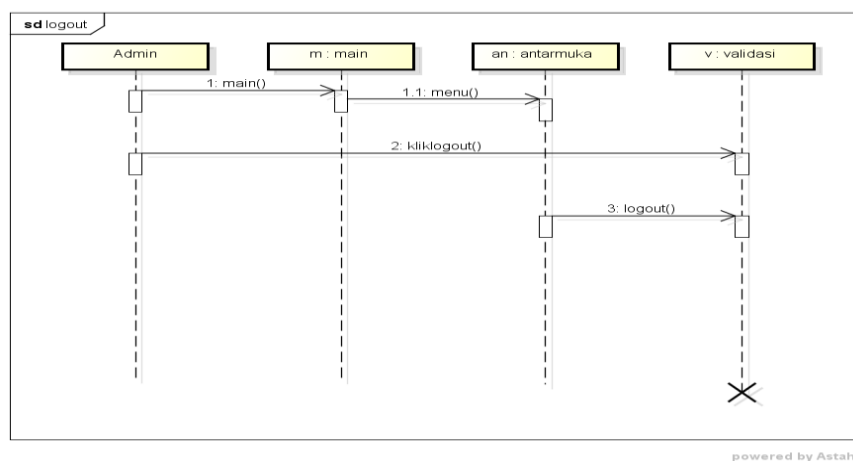 sd logout
Admin
m : main
an : antarmuka
v : validasi
1: main()
1.1: menu()
2: kliklogout()
3: logout()
powered by Astah